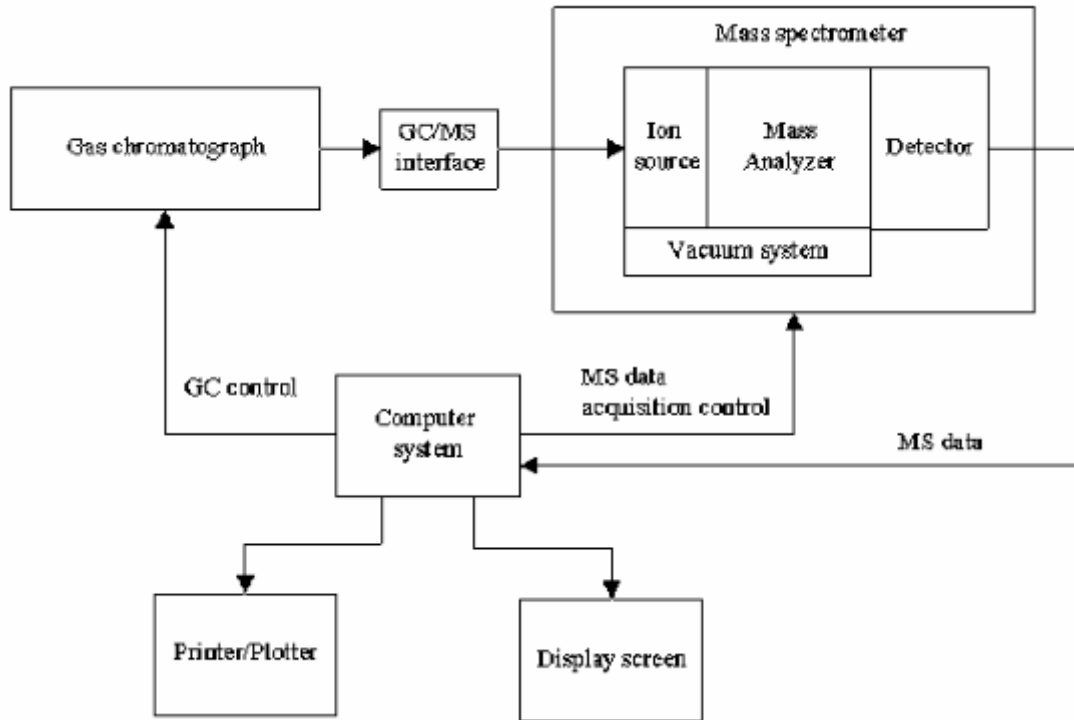 Mass spectrometer
Gas chromatograph
GC/MS
interface
Ion
source
Mass
Analyzer
Detector
Vacuum system
GC control
MS data
acquisition control
Computer
system
MS data
Printer/Plotter
Display screen